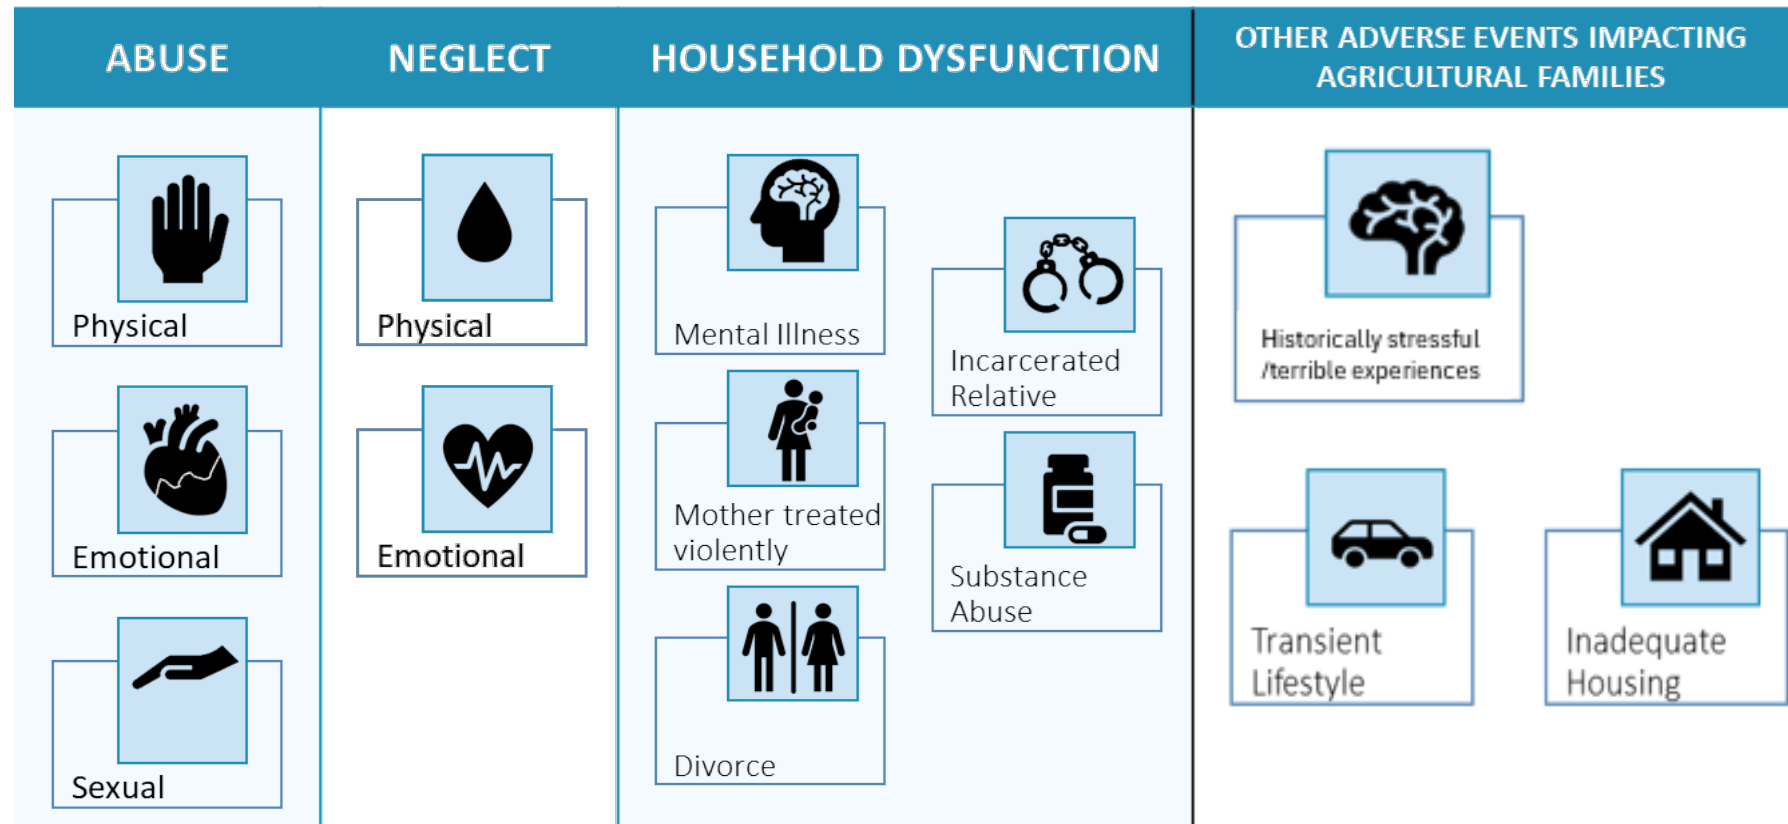 ABUSE
NEGLECT
HOUSEHOLD DYSFUNCTION
OTHER ADVERSE EVENTS IMPACTING
AGRICULTURAL FAMILIES
Physical
Emotional
Sexual
Physical
Emotional
Mental Illness
Mother treated
violently
Divorce
Incarcerated
Relative
Substance
Abuse
Historically stressful
/terrible experiences
Transient
Lifestyle
Inadequate
Housing